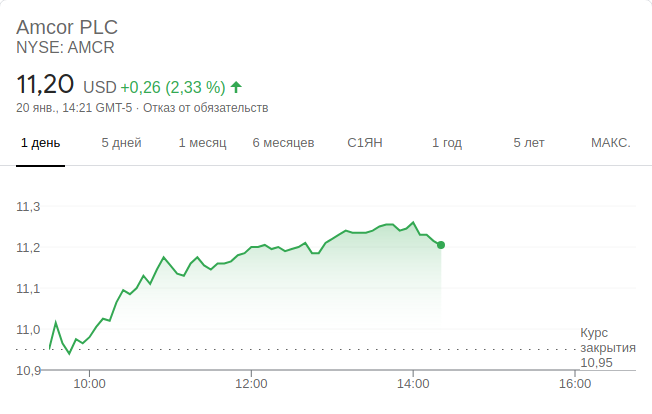 Amcor PLC
NYSE: AMCR
11,20 USD +0,26 (2,33 %)
20 янв., 14:21 GMT-5 · Отказ от обязательств
1 день 5 дней 1 месяц 6 месяцев С1ЯН 1 год 5 лет МАКС.
11,3
11,2
11,1
11,0
Курс
закрытия
10,95
10,9
10:00 12:00 14:00 16:00